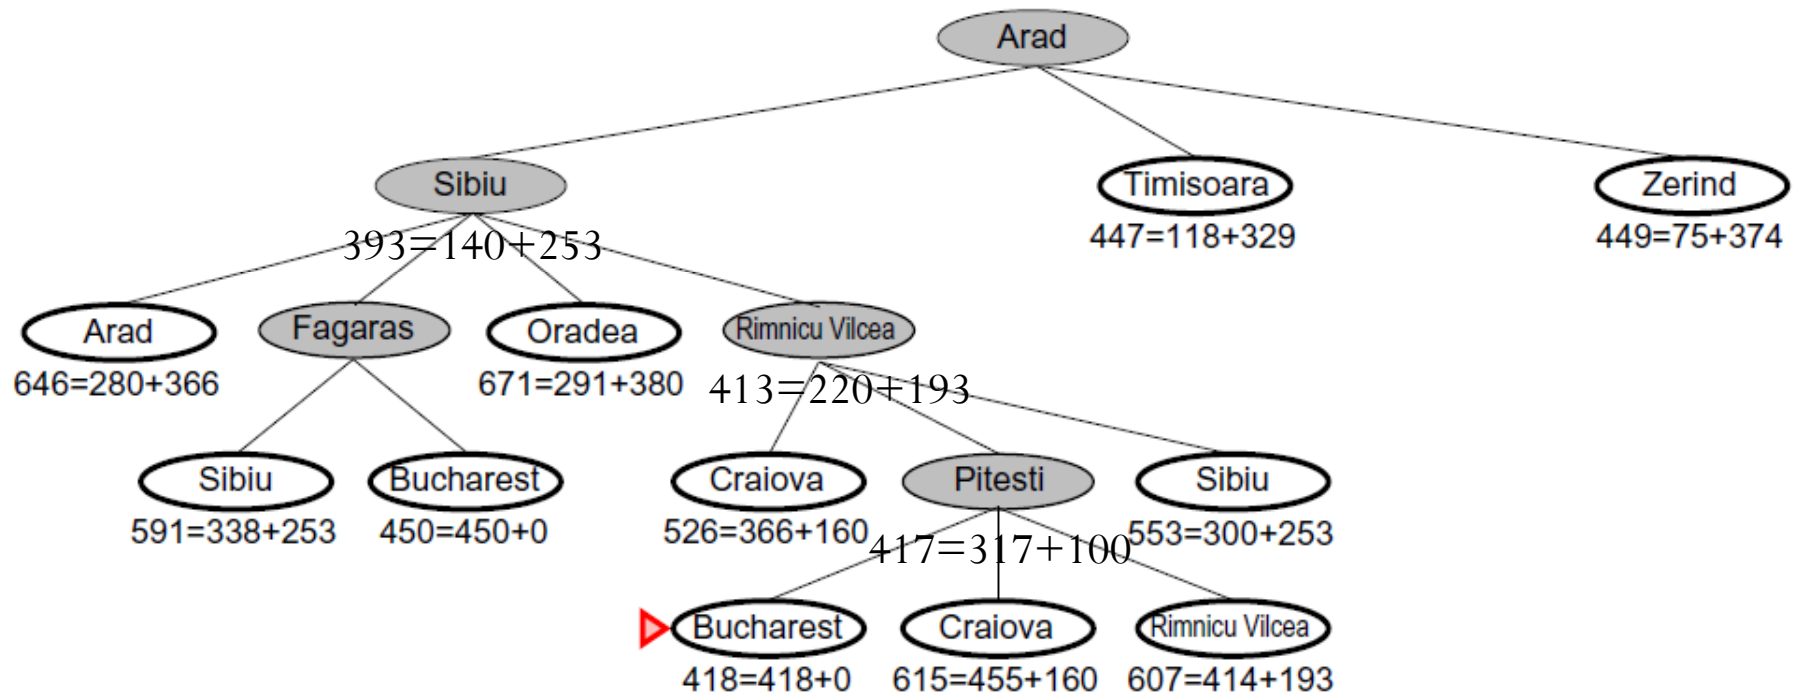 Arad
Sibiu Timisoara Zerind
393=140+253 447=118+329 449=75+374
Arad Fagaras Oradea Rimnicu Vilcea
646=280+366 671=291+380 413=220+193
Sibiu Bucharest Craiova Pitesti Sibiu
591=338+253 450=450+0 526=366+160 417=317+100 553=300+253
Bucharest Craiova Rimnicu Vilcea
418=418+0 615=455+160 607=414+193